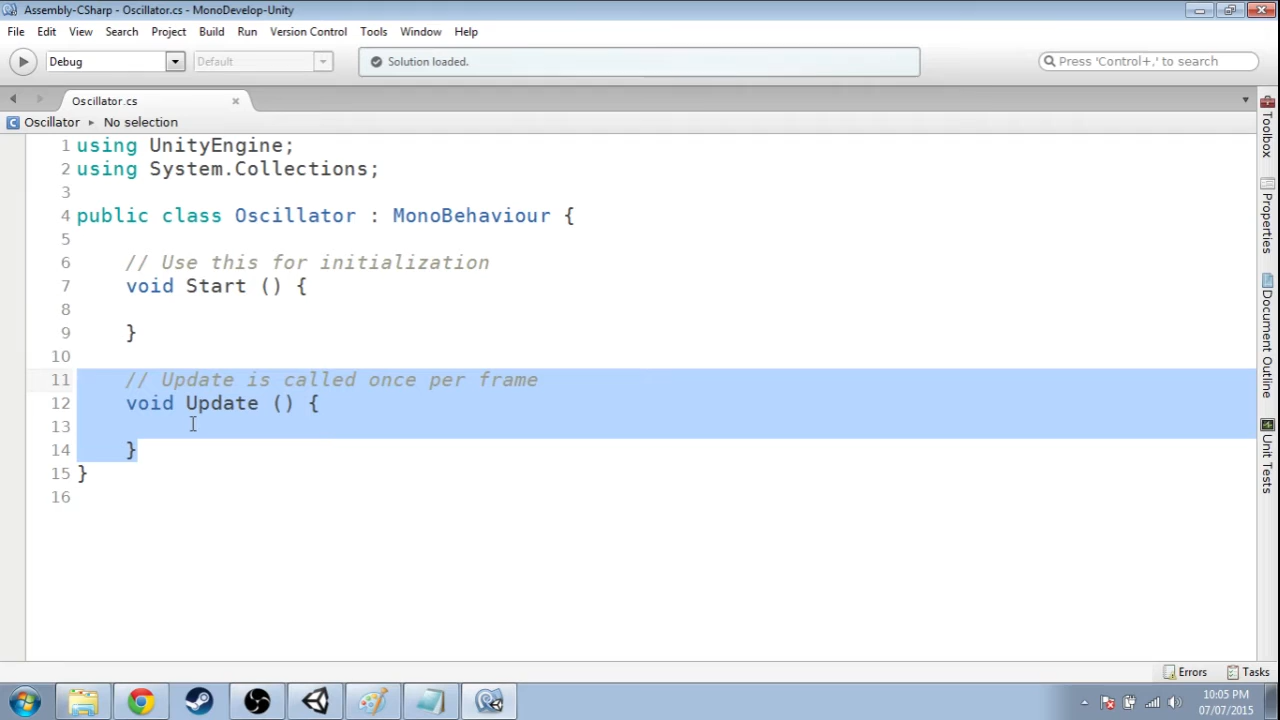 Assembly-CSharp - Oscillator.cs - MonoDevelop-Unity
File Edit View Search Project Build Run Version Control Tools Window Help
Debug Default Solution loaded. Press 'Control+,' to search
Oscillator.cs
Oscillator ▸ No selection
1 using UnityEngine;
2 using System.Collections;
3
4 public class Oscillator : MonoBehaviour {
5
6 // Use this for initialization
7 void Start () {
8
9 }
10
11 // Update is called once per frame
12 void Update () {
13
14 }
15 }
16
Toolbox
Properties
Document Outline
Unit Tests
Errors Tasks
10:05 PM
07/07/2015